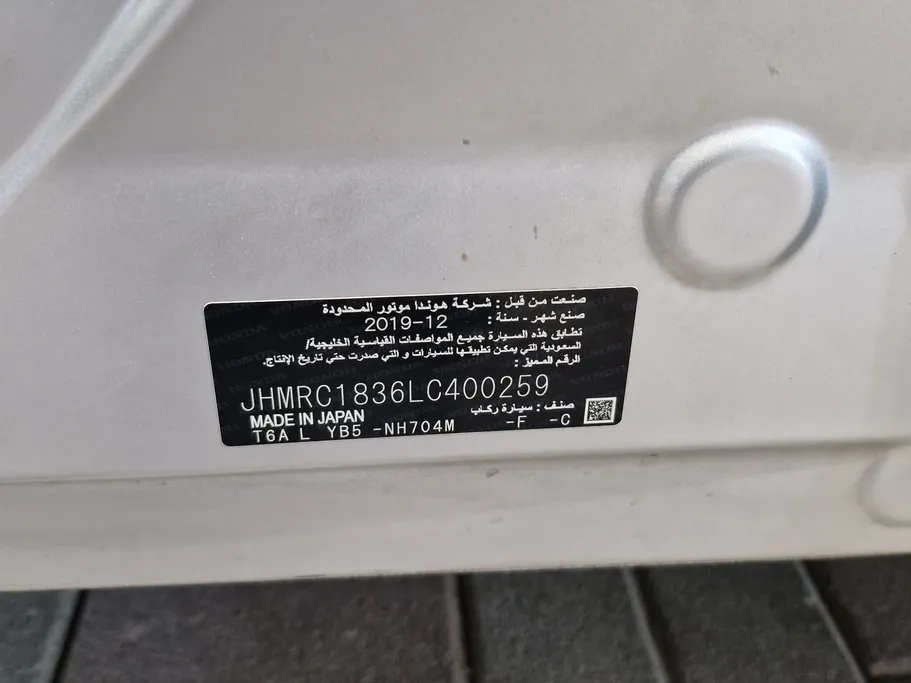 صنعت من قبل : شركة هوندا موتور المحدودة
صنع شهر - سنة : 2019-12
تطابق هذه السيارة جميع المواصفات القياسية الخليجية/
السعودية التي يمكن تطبيقها للسيارات و التي صدرت حتى تاريخ الإنتاج.
الرقم المميز :
JHMRC1836LC400259
صنف : سيارة ركاب
MADE IN JAPAN
T6A L YB5 -NH704M -F -C